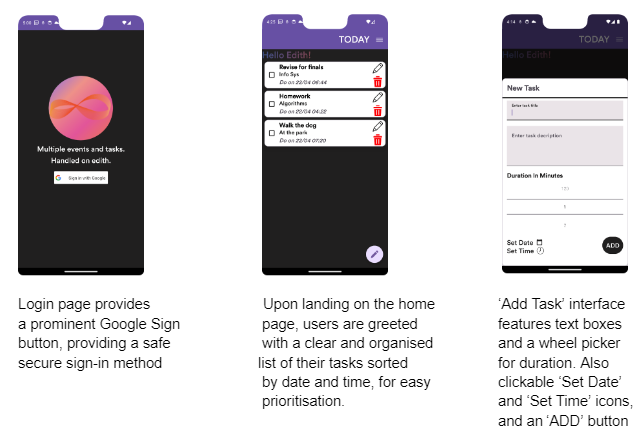 5:00
Multiple events and tasks.
Handled on edith.
G Sign in with Google
Login page provides
a prominent Google Sign
button, providing a safe
secure sign-in method
4:23
TODAY
Hello Edith!
Revise for finals
Info Sys
Do on 22/04 06:44
Homework
Algorithms
Do on 22/04 04:22
Walk the dog
At the park
Do on 22/04 07:20
Upon landing on the home
page, users are greeted
with a clear and organised
list of their tasks sorted
by date and time, for easy
prioritisation.
4:14
TODAY
Hello Edith!
New Task
Enter task title
Enter task decription
Duration In Minutes
120
Set Date
Set Time
ADD
‘Add Task’ interface
features text boxes
and a wheel picker
for duration. Also
clickable ‘Set Date’
and ‘Set Time’ icons,
and an ‘ADD’ button